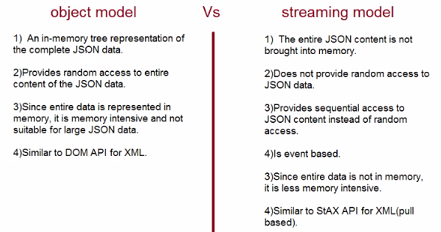 object model Vs streaming model
1) An in-memory tree representation of
the complete JSON data.
2)Provides random access to entire
content of the JSON data.
3)Since entire data is represented in
memory, it is memory intensive and not
suitable for large JSON data.
4)Similar to DOM API for XML.
1) The entire JSON content is not
brought into memory.
2)Does not provide random access to
JSON data.
3)Provides sequential access to
JSON content instead of random
access.
4)Is event based.
3)Since entire data is not in memory,
it is less memory intensive.
4)Similar to StAX API for XML(pull
based).